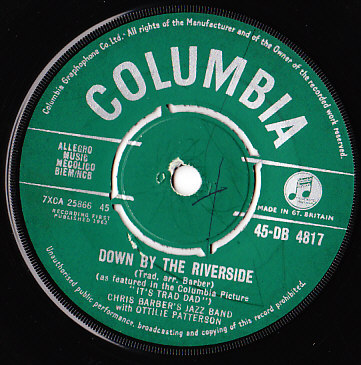 Columbia Graphophone Co. Ltd. · All rights of the Manufacturer and of the Owner of the recorded work reserved.
COLUMBIA
ALLEGRO
MUSIC
MECOLICO
BIEM/NCB
7XCA 25866 45
RECORDING FIRST
PUBLISHED 1962
MADE IN GT. BRITAIN
45-DB 4817
DOWN BY THE RIVERSIDE
(Trad. arr. Barber)
(as featured in the Columbia Picture
"IT'S TRAD DAD")
CHRIS BARBER'S JAZZ BAND
with OTTILIE PATTERSON
Unauthorised public performance, broadcasting and copying of this record prohibited.